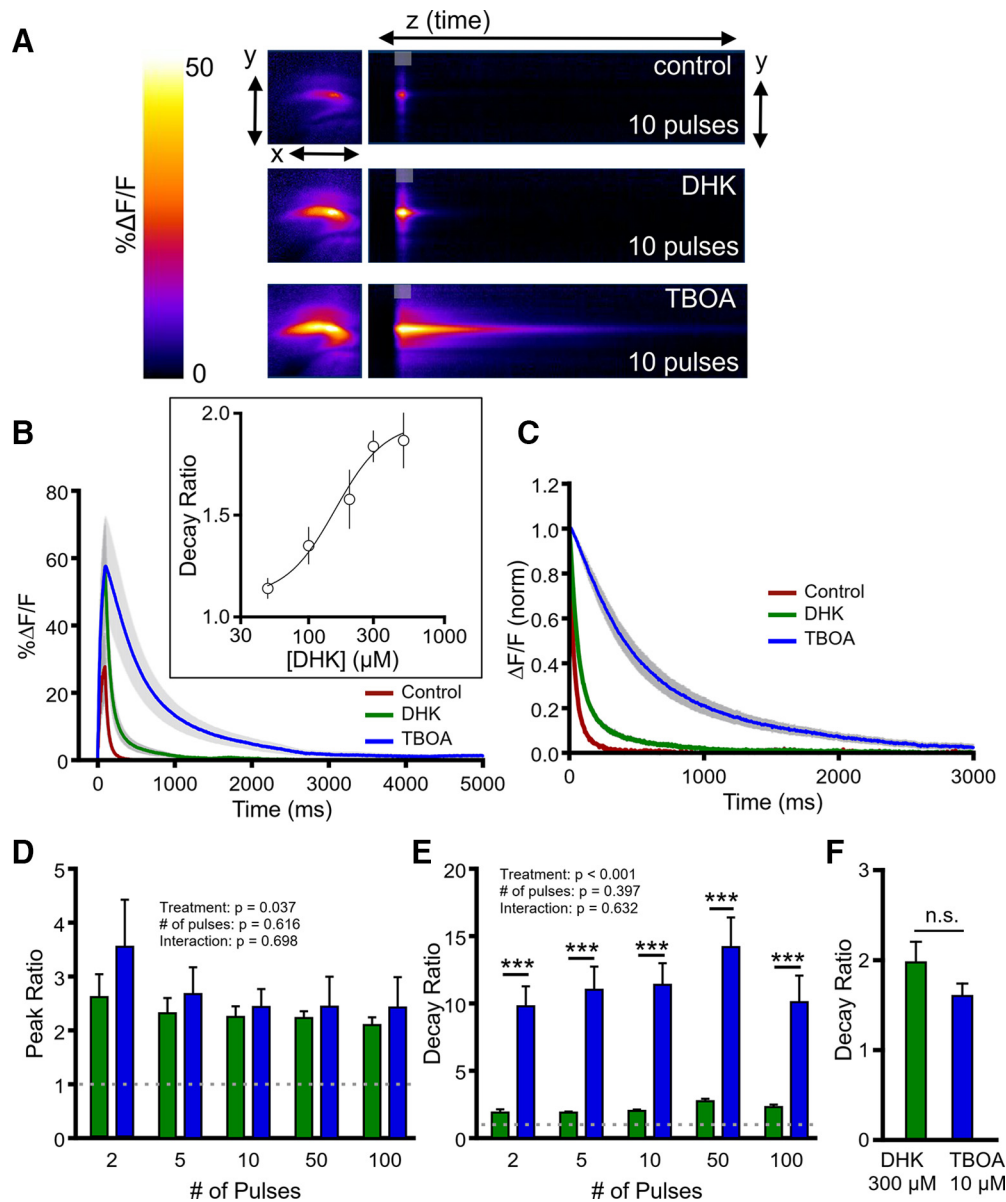 A
z (time)
50
%ΔF/F
0
y
x
control
10 pulses
y
DHK
10 pulses
TBOA
10 pulses
B
80
60
40
20
0
%ΔF/F
0
1000
2000
3000
4000
5000
Time (ms)
2.0
1.5
1.0
Decay Ratio
30
100
300
1000
[DHK] (µM)
Control
DHK
TBOA
C
1.2
1.0
0.8
0.6
0.4
0.2
0.0
ΔF/F (norm)
0
1000
2000
3000
Time (ms)
Control
DHK
TBOA
D
5
4
3
2
1
0
Peak Ratio
Treatment: p = 0.037
# of pulses: p = 0.616
Interaction: p = 0.698
2
5
10
50
100
# of Pulses
E
20
15
10
5
0
Decay Ratio
Treatment: p < 0.001
# of pulses: p = 0.397
Interaction: p = 0.632
***
***
***
***
***
2
5
10
50
100
# of Pulses
F
3
2
1
0
Decay Ratio
n.s.
DHK
300 µM
TBOA
10 µM